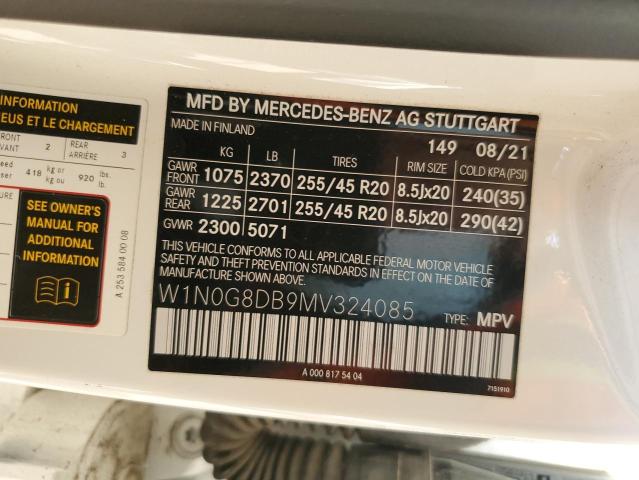 INFORMATION
EUS ET LE CHARGEMENT
FRONT 2 REAR 3
AVANT ARRIÈRE
418 kg or 920 lbs.
kg ou lb.
SEE OWNER'S
MANUAL FOR
ADDITIONAL
INFORMATION
A 253 584 00 08
MFD BY MERCEDES-BENZ AG STUTTGART
MADE IN FINLAND 149 08/21
KG LB TIRES RIM SIZE COLD KPA (PSI)
GAWR FRONT 1075 2370 255/45 R20 8.5Jx20 240(35)
GAWR REAR 1225 2701 255/45 R20 8.5Jx20 290(42)
GVWR 2300 5071
THIS VEHICLE CONFORMS TO ALL APPLICABLE FEDERAL MOTOR VEHICLE
SAFETY AND THEFT PREVENTION STANDARDS IN EFFECT ON THE DATE OF
MANUFACTURE SHOWN ABOVE.
W1N0G8DB9MV324085 TYPE: MPV
A 000 817 54 04
7151910